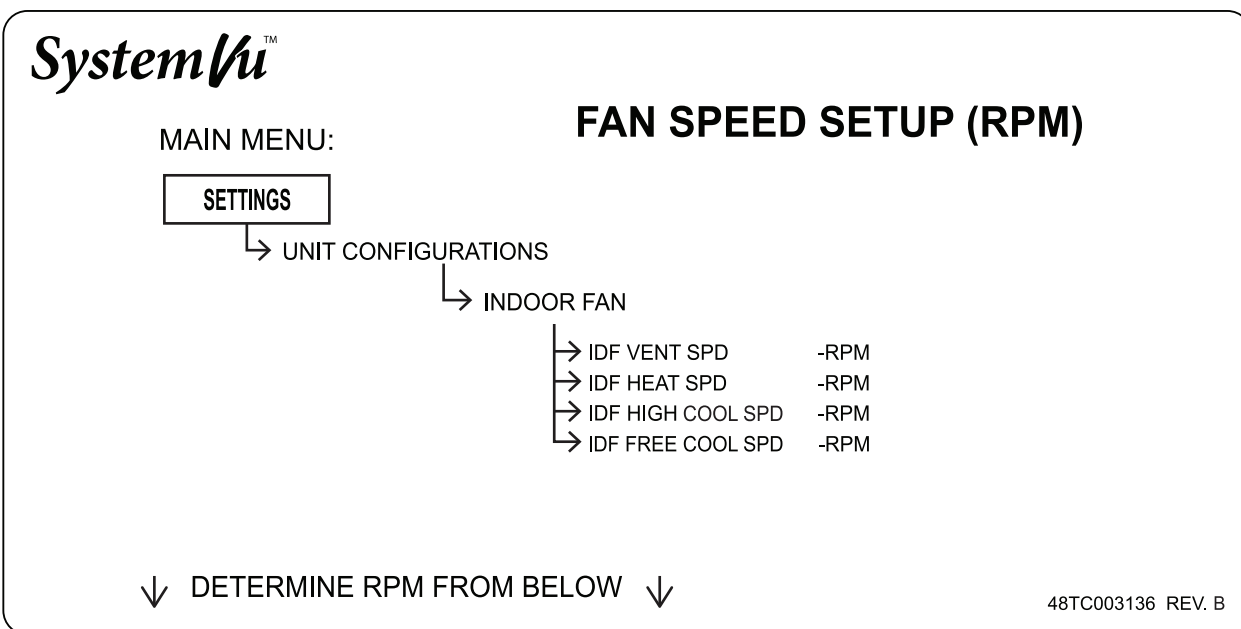 SystemVu™
FAN SPEED SETUP (RPM)
MAIN MENU:
SETTINGS
UNIT CONFIGURATIONS
INDOOR FAN
IDF VENT SPD -RPM
IDF HEAT SPD -RPM
IDF HIGH COOL SPD -RPM
IDF FREE COOL SPD -RPM
DETERMINE RPM FROM BELOW
48TC003136 REV. B